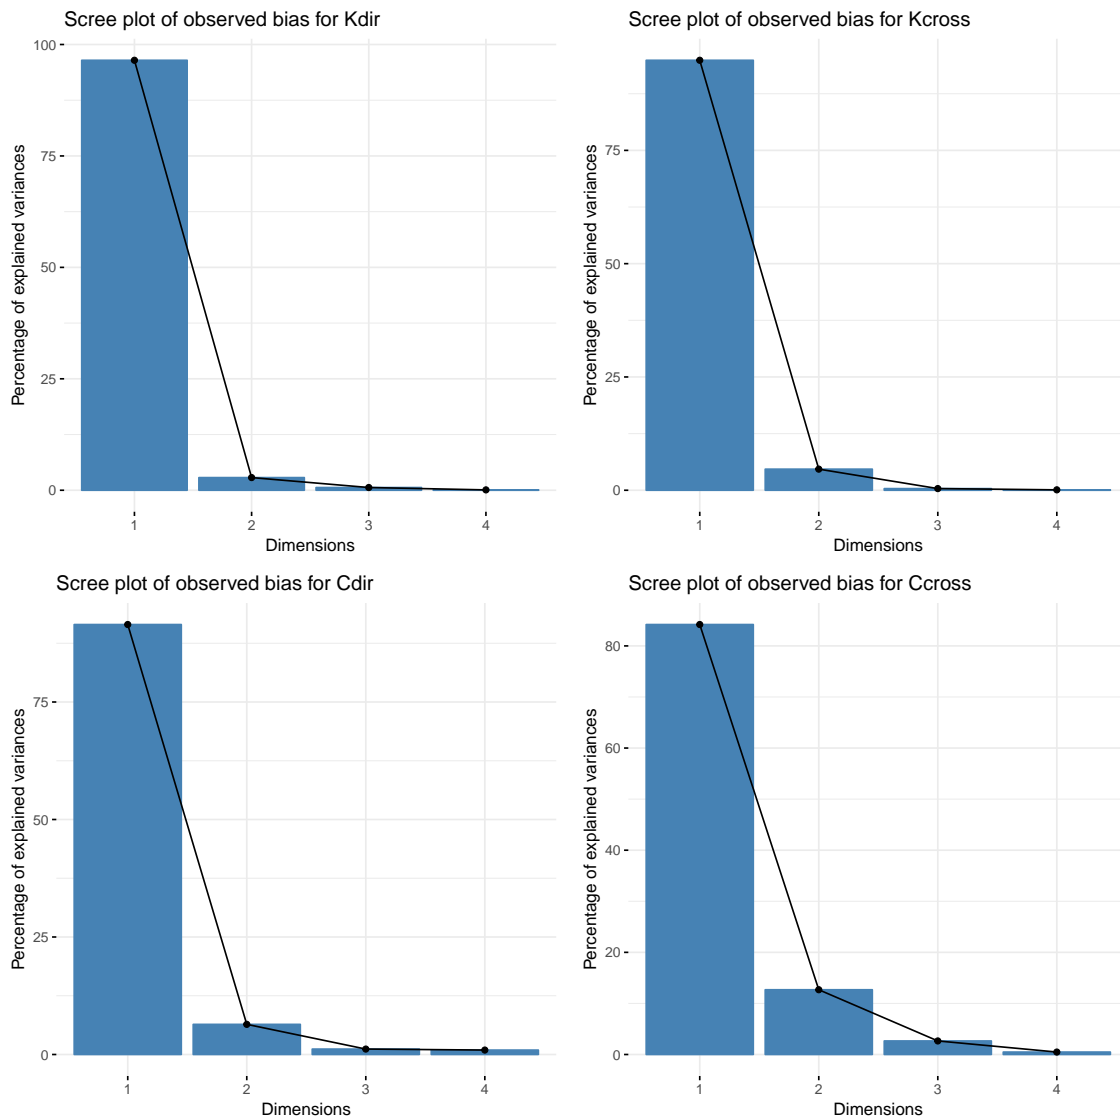 Scree plot of observed bias for Kdir
Percentage of explained variances
100
75
50
25
0
1 2 3 4
Dimensions
Scree plot of observed bias for Kcross
Percentage of explained variances
75
50
25
0
1 2 3 4
Dimensions
Scree plot of observed bias for Cdir
Percentage of explained variances
75
50
25
0
1 2 3 4
Dimensions
Scree plot of observed bias for Ccross
Percentage of explained variances
80
60
40
20
0
1 2 3 4
Dimensions